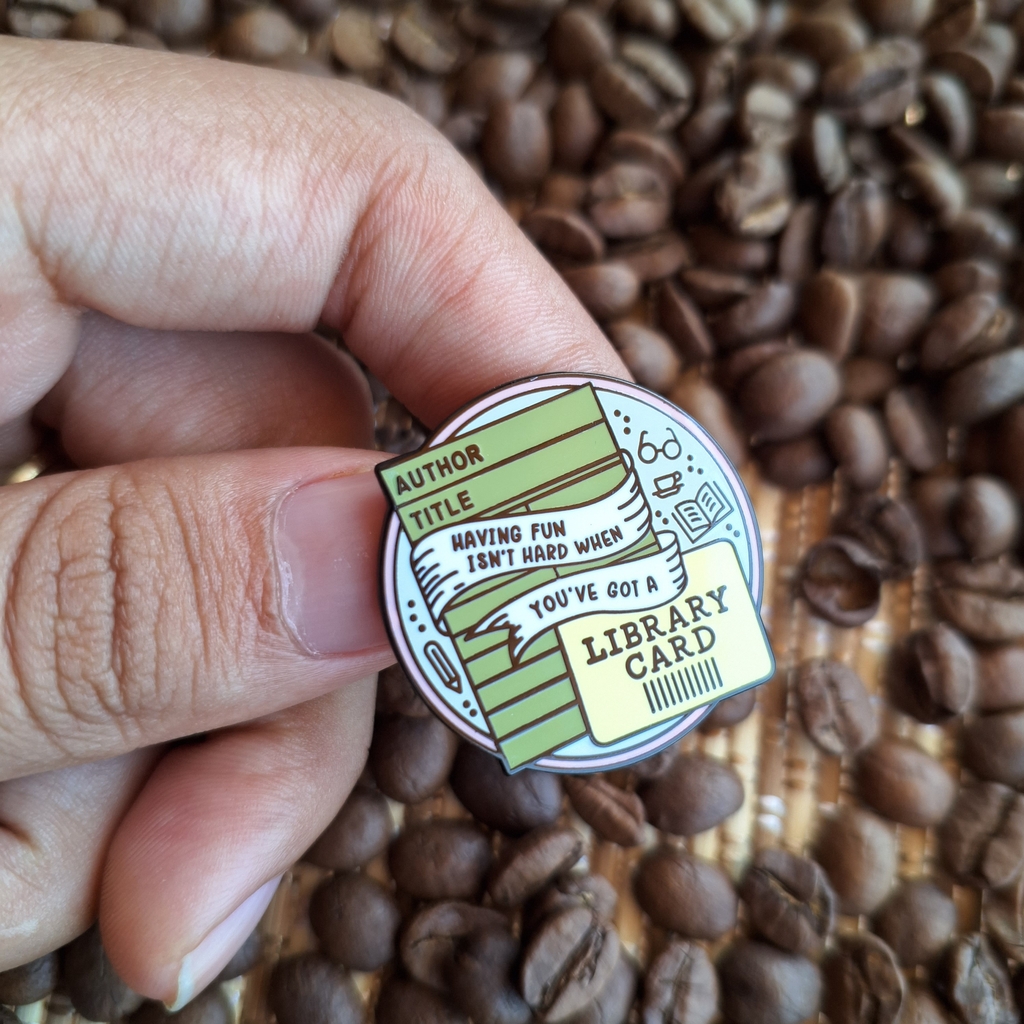 AUTHOR
TITLE
HAVING FUN
ISN'T HARD WHEN
YOU'VE GOT A
LIBRARY
CARD